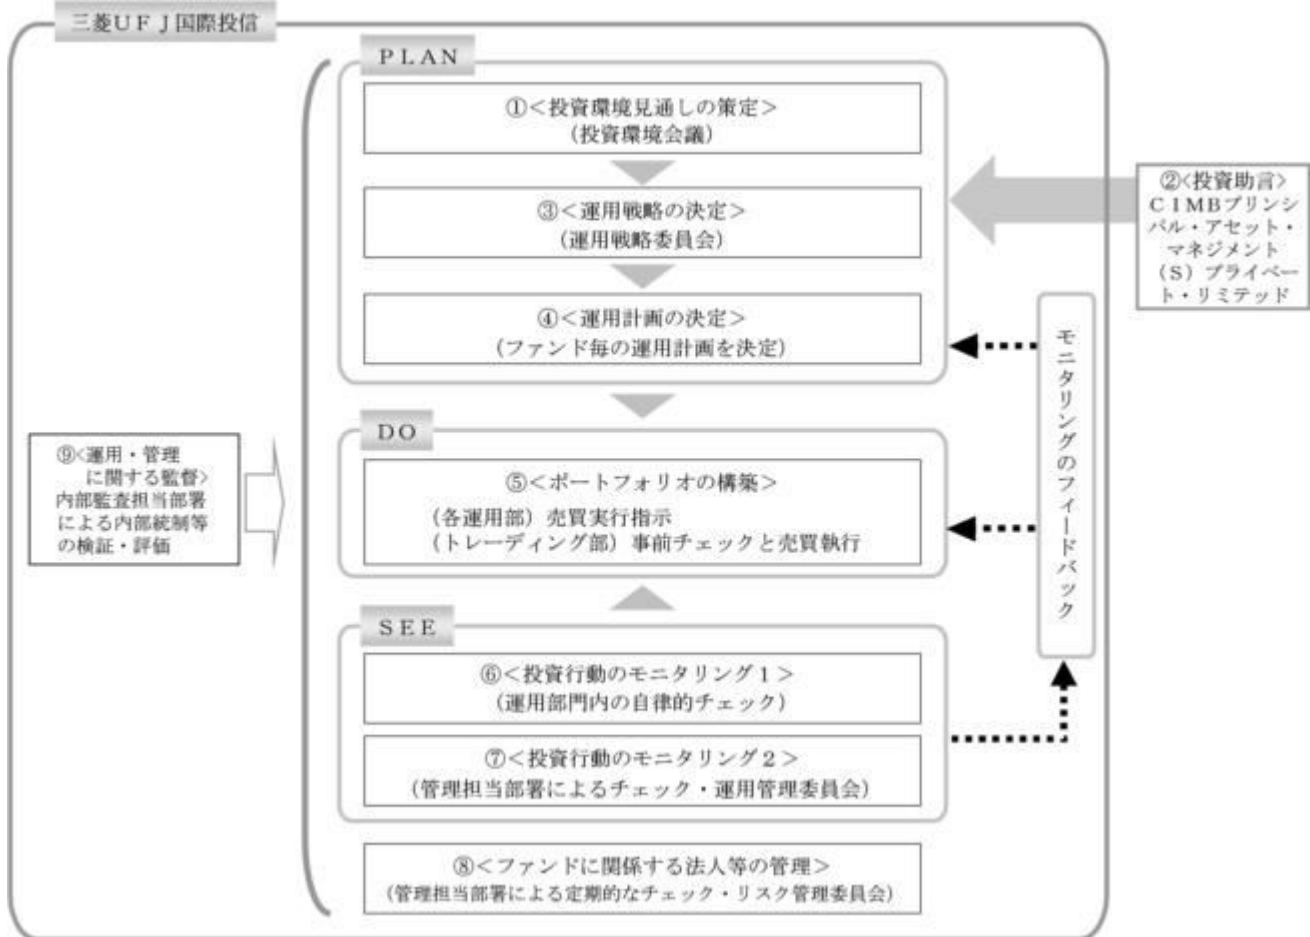 三菱ＵＦＪ国際投信
ＰＬＡＮ
①＜投資環境見通しの策定＞
（投資環境会議）
②<投資助言>
ＣＩＭＢプリンシ
パル・アセット・
マネジメント
（Ｓ）プライベー
ト・リミテッド
③＜運用戦略の決定＞
（運用戦略委員会）
④＜運用計画の決定＞
（ファンド毎の運用計画を決定）
モニタリングのフィードバック
ＤＯ
⑤＜ポートフォリオの構築＞
（各運用部）売買実行指示
（トレーディング部）事前チェックと売買執行
⑨<運用・管理
に関する監督>
内部監査担当部署
による内部統制等
の検証・評価
ＳＥＥ
⑥＜投資行動のモニタリング１＞
（運用部門内の自律的チェック）
⑦＜投資行動のモニタリング２＞
（管理担当部署によるチェック・運用管理委員会）
⑧＜ファンドに関係する法人等の管理＞
（管理担当部署による定期的なチェック・リスク管理委員会）